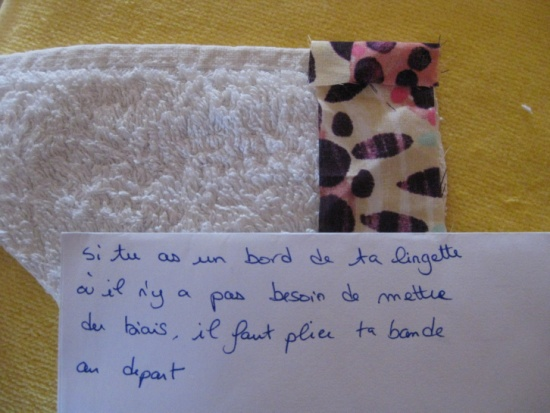 si tu as un bord de ta lingette
où il n'y a pas besoin de mettre
du biais, il faut plier ta bande
au depart